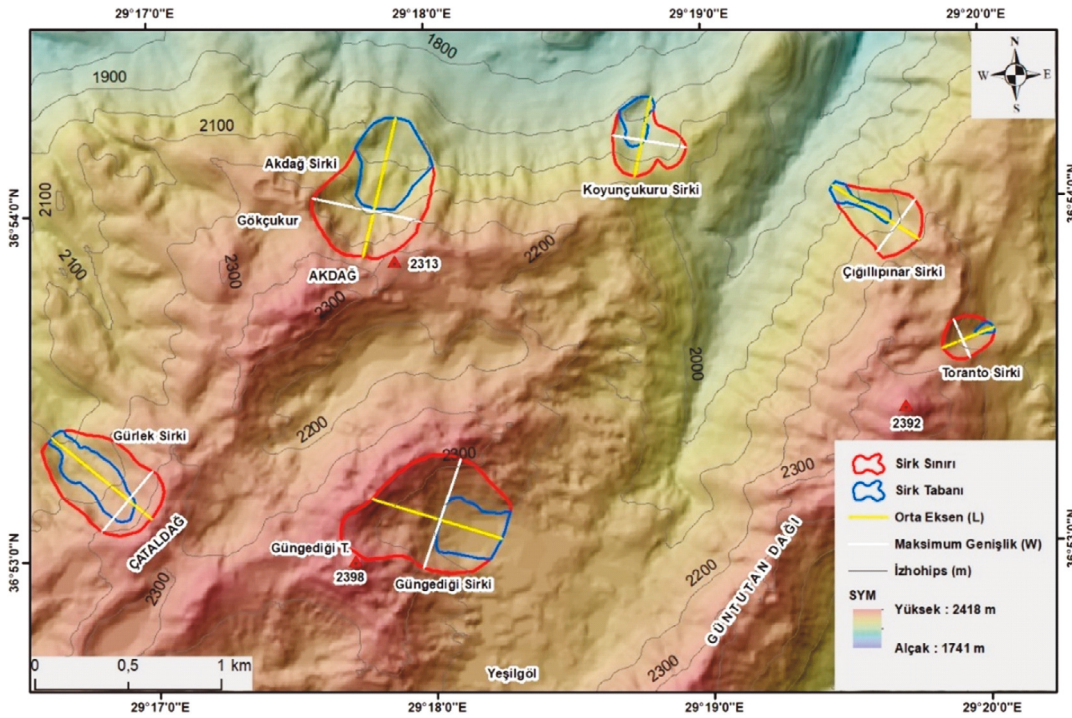 29°17'0"E
29°18'0"E
29°19'0"E
29°20'0"E
1800
1900
N
W
E
S
2100
Akdağ Sirki
Koyunçukuru Sirki
36°54'0"N
36°54'0"N
2100
Gökçukur
2100
2300
AKDAĞ
2313
2200
Çığıllıpınar Sirki
2300
2000
Toranto Sirki
2392
2200
Gürlek Sirki
2300
2300
ÇATALDAĞ
2300
Güngediği T.
2398
Güngediği Sirki
36°53'0"N
36°53'0"N
2200
GÜNTUTAN DAĞI
2300
Yeşilgöl
Sirk Sınırı
Sirk Tabanı
Orta Eksen (L)
Maksimum Genişlik (W)
İzhohips (m)
SYM
Yüksek : 2418 m
Alçak : 1741 m
0
0,5
1 km
29°17'0"E
29°18'0"E
29°19'0"E
29°20'0"E